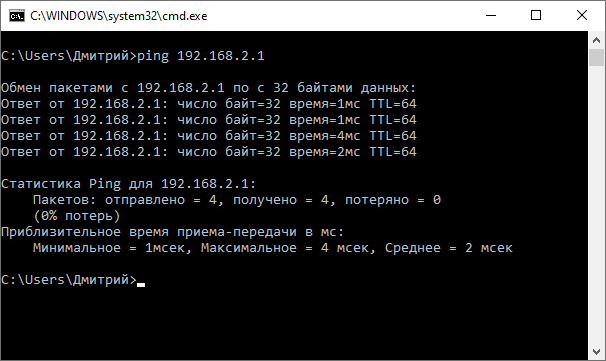 C:\WINDOWS\system32\cmd.exe
C:\Users\Дмитрий>ping 192.168.2.1
Обмен пакетами с 192.168.2.1 по с 32 байтами данных:
Ответ от 192.168.2.1: число байт=32 время=1мс TTL=64
Ответ от 192.168.2.1: число байт=32 время=1мс TTL=64
Ответ от 192.168.2.1: число байт=32 время=4мс TTL=64
Ответ от 192.168.2.1: число байт=32 время=2мс TTL=64
Статистика Ping для 192.168.2.1:
Пакетов: отправлено = 4, получено = 4, потеряно = 0
(0% потерь)
Приблизительное время приема-передачи в мс:
Минимальное = 1мсек, Максимальное = 4 мсек, Среднее = 2 мсек
C:\Users\Дмитрий>